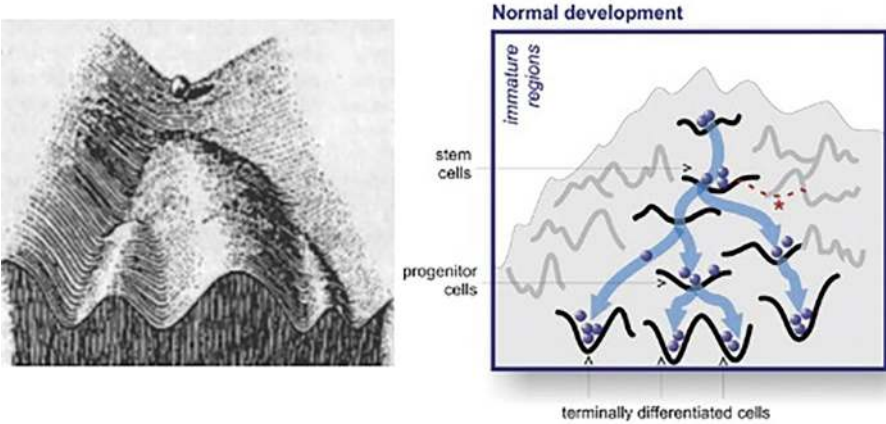 Normal development
immature
regions
stem
cells
progenitor
cells
terminally differentiated cells